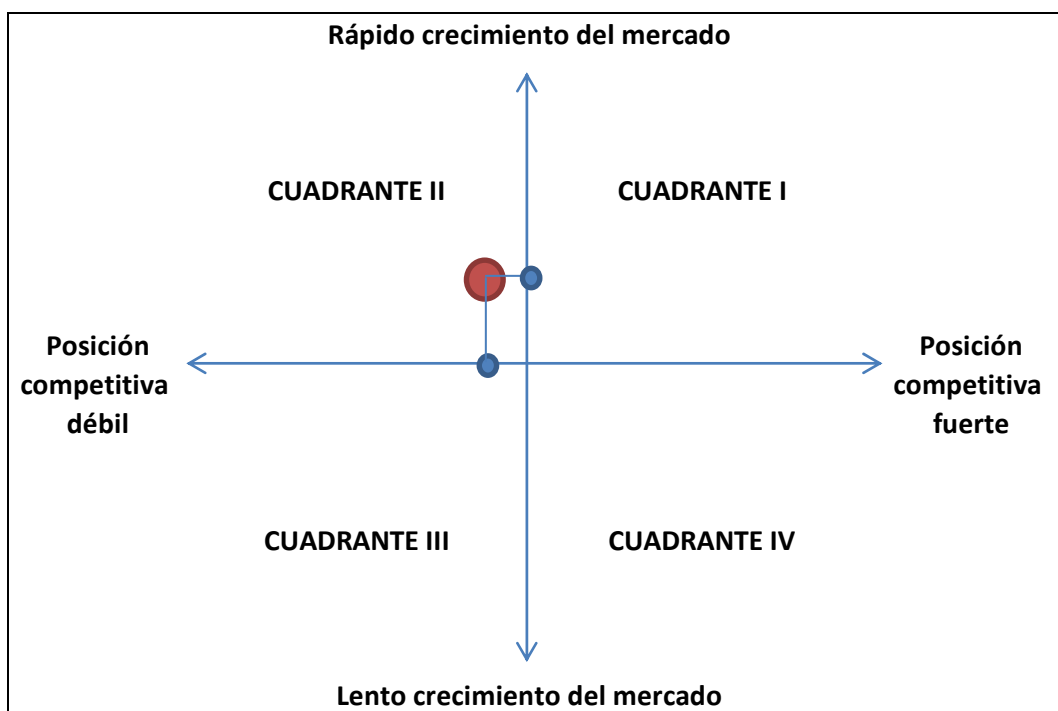 Rápido crecimiento del mercado
CUADRANTE II
CUADRANTE I
Posición
competitiva
débil
Posición
competitiva
fuerte
CUADRANTE III
CUADRANTE IV
Lento crecimiento del mercado